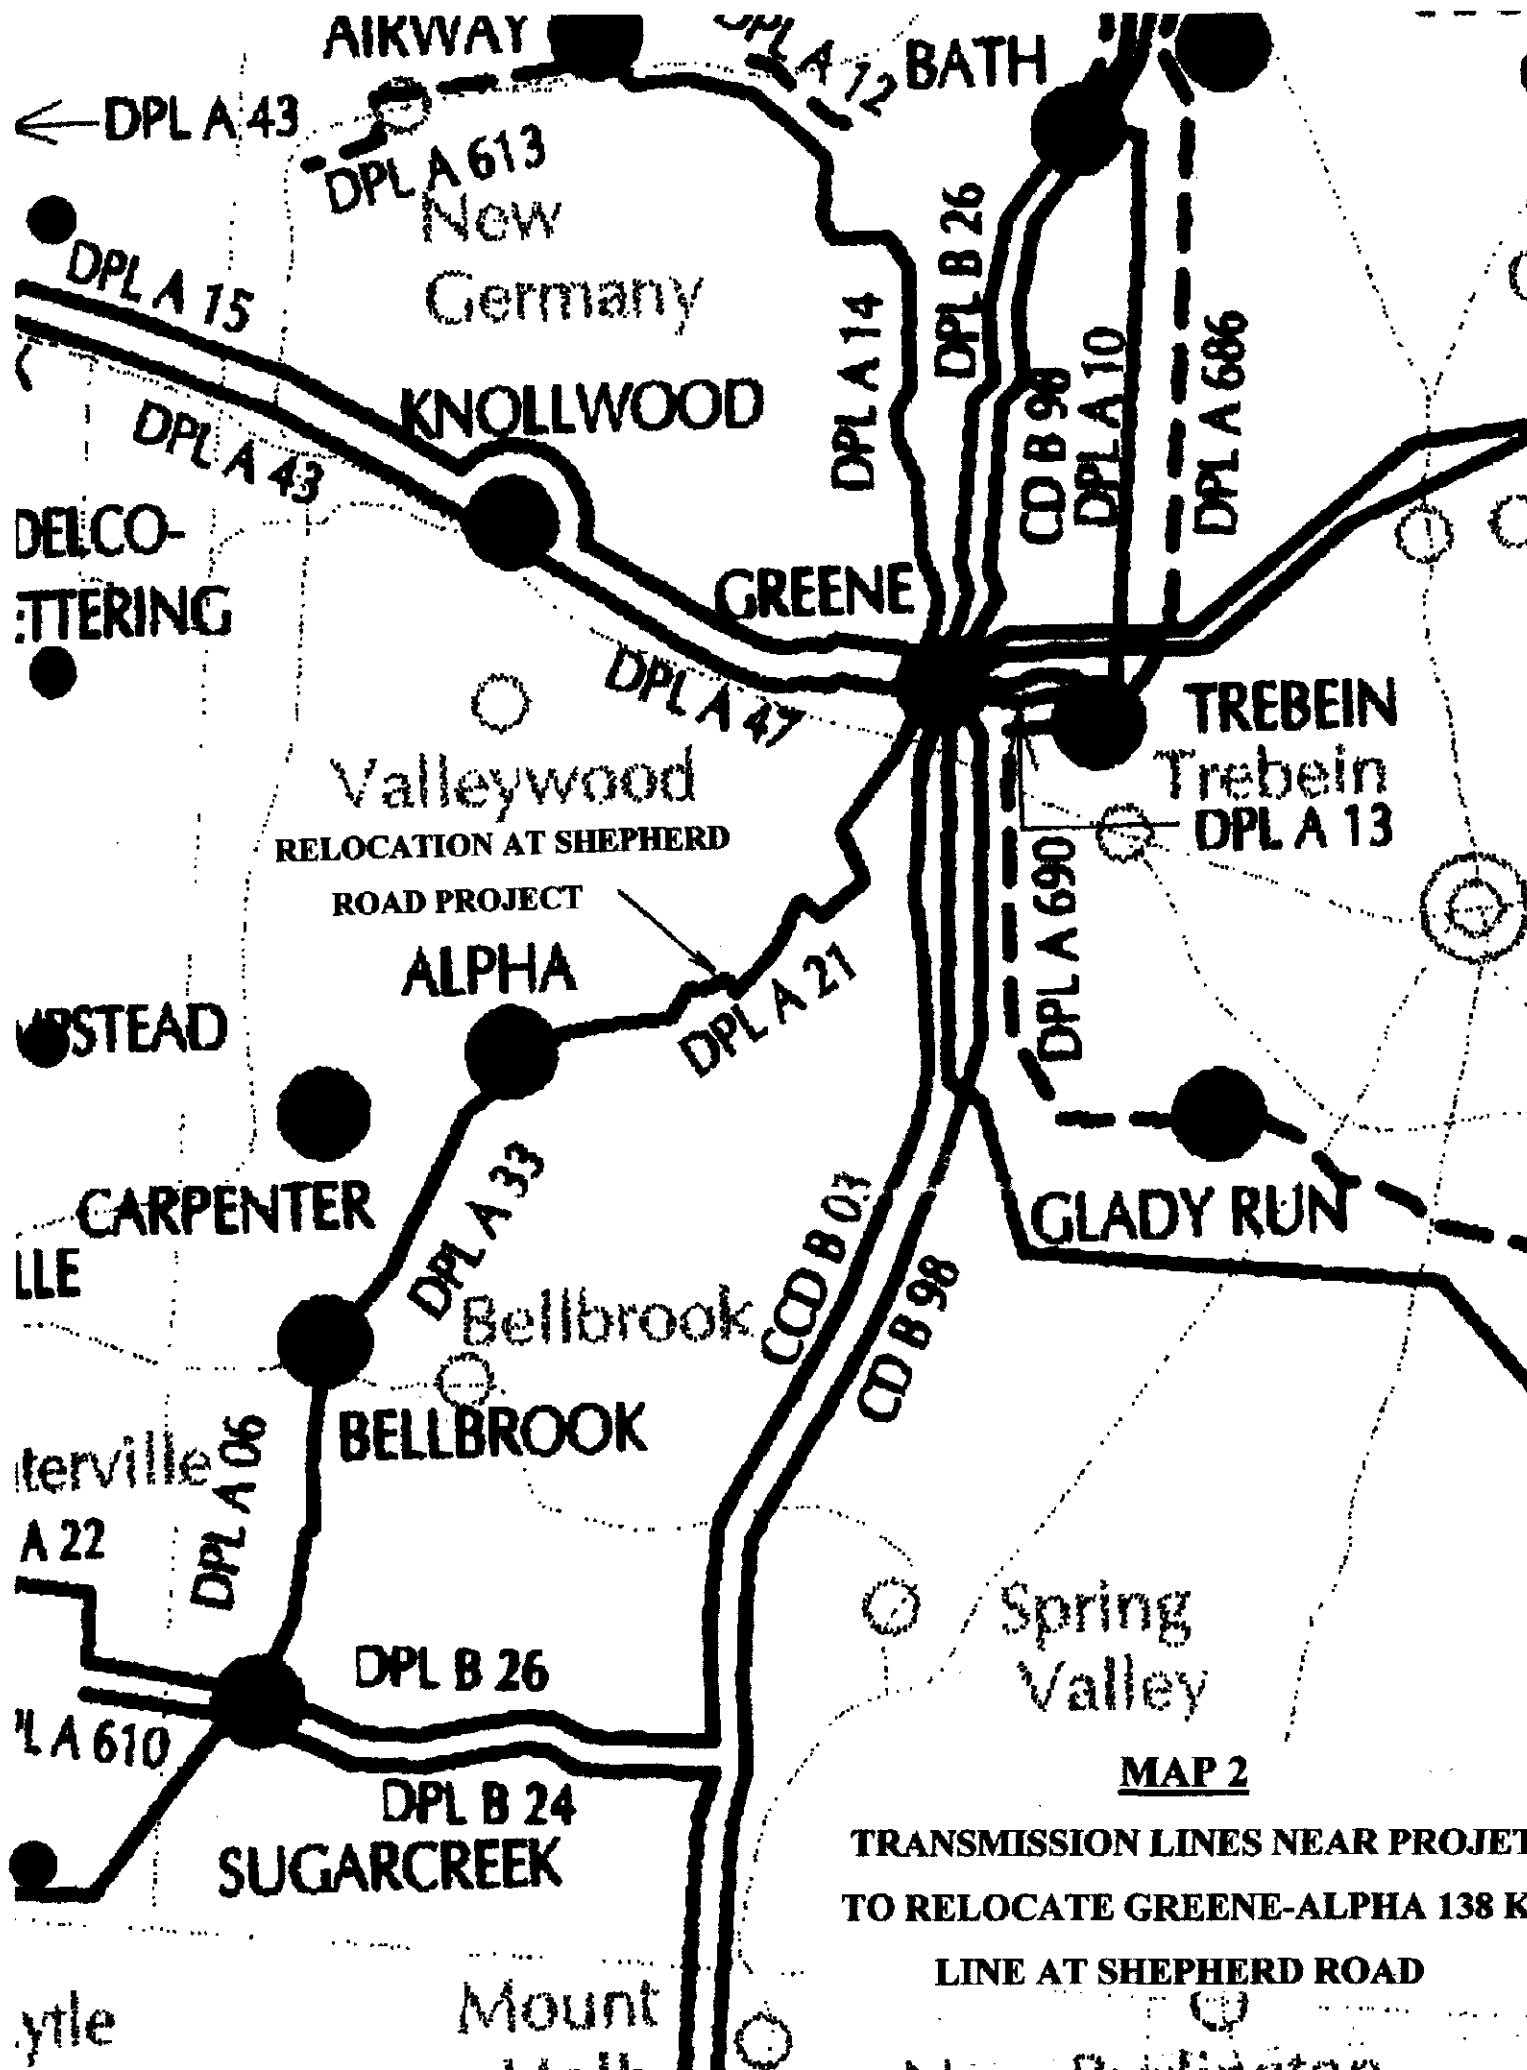 AIRWAY
DPL A 12
BATH
DPL A 43
DPL A 613
New
Germany
DPL A 15
DPL B 26
DPL A 14
DPL A 686
CD B 98
DPL A 10
KNOLLWOOD
DPL A 43
DELCO-
ETTERING
GREENE
DPL A 47
TREBEIN
Trebein
DPL A 13
Valleywood
RELOCATION AT SHEPHERD
ROAD PROJECT
ALPHA
DPL A 21
DPL A 690
MPSTEAD
CARPENTER
DPL A 33
CCD B 03
GLADY RUN
LLE
Bellbrook
CD B 98
BELLBROOK
terville
DPL A 06
A 22
DPL B 26
Spring
Valley
PL A 610
DPL B 24
SUGARCREEK
MAP 2
TRANSMISSION LINES NEAR PROJET
TO RELOCATE GREENE-ALPHA 138 K
LINE AT SHEPHERD ROAD
ytle
Mount